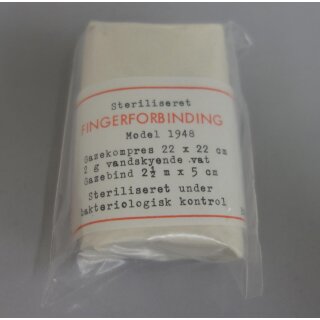 Steriliseret
FINGERFORBINDING
Model 1948
Gazekompres 22 x 22 cm
2 g vandskyende vat
Gazebind 2½ m x 5 cm
Steriliseret under
bakteriologisk kontrol